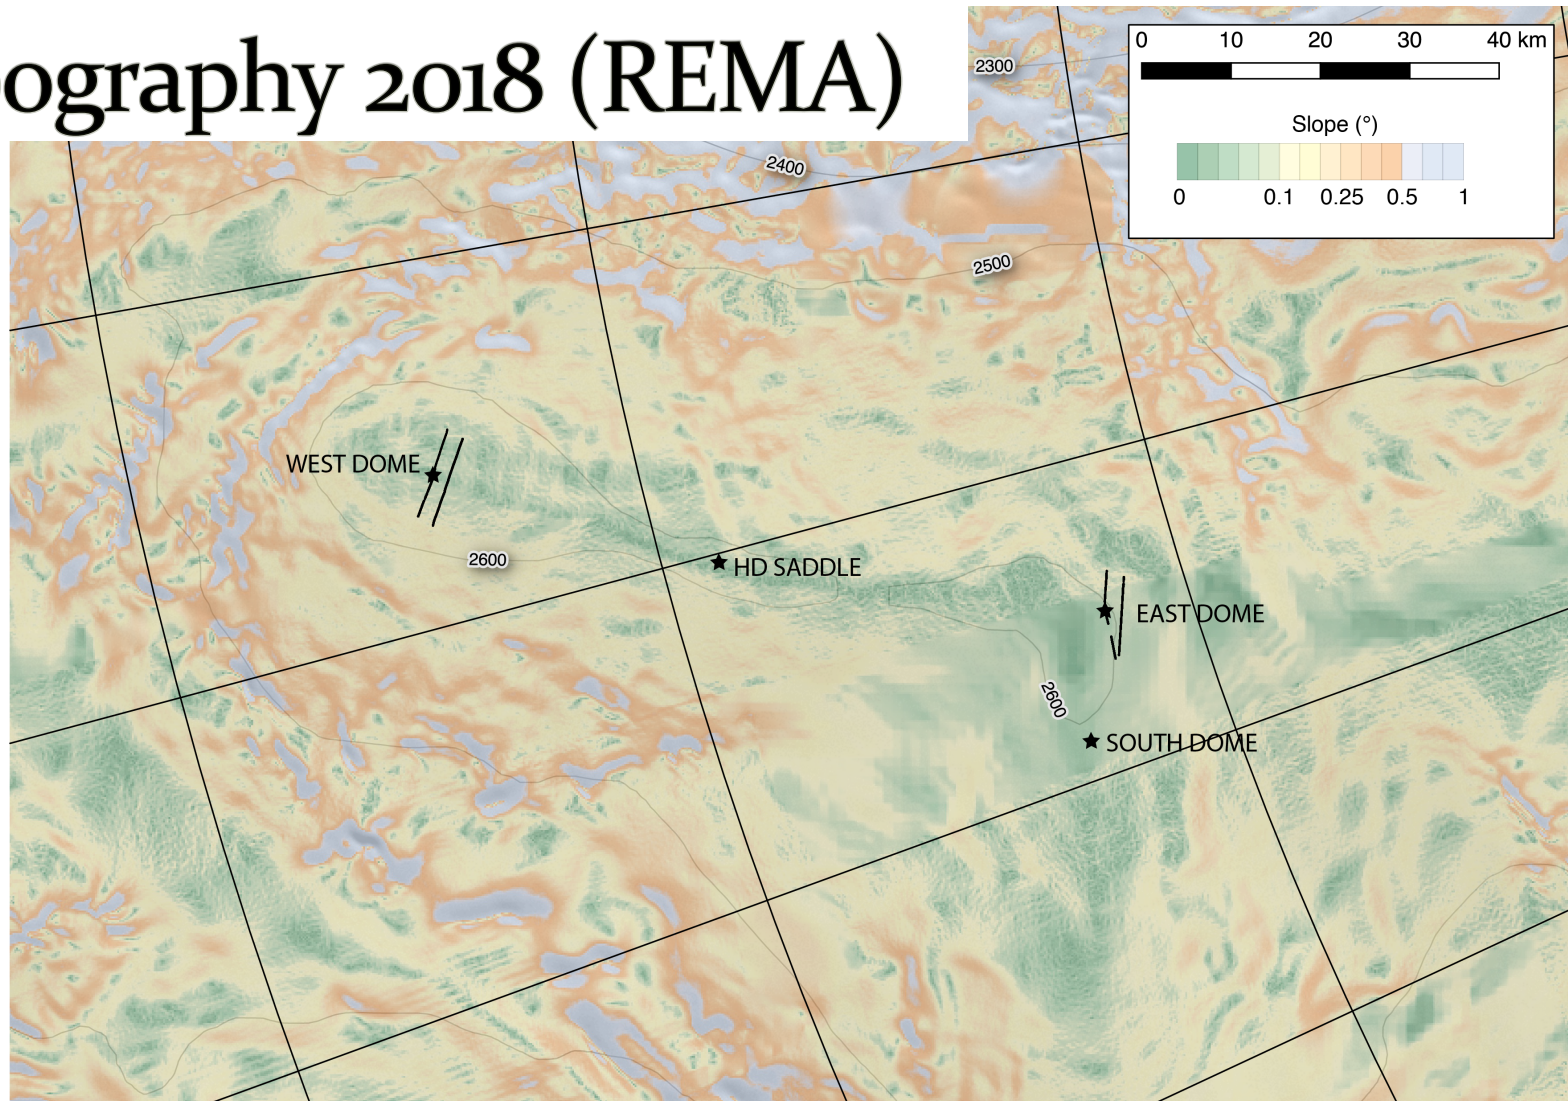 ography 2018 (REMA)
0 10 20 30 40 km
Slope (°)
0 0.1 0.25 0.5 1
2300
2400
2500
WEST DOME
2600
HD SADDLE
EAST DOME
2600
SOUTH DOME